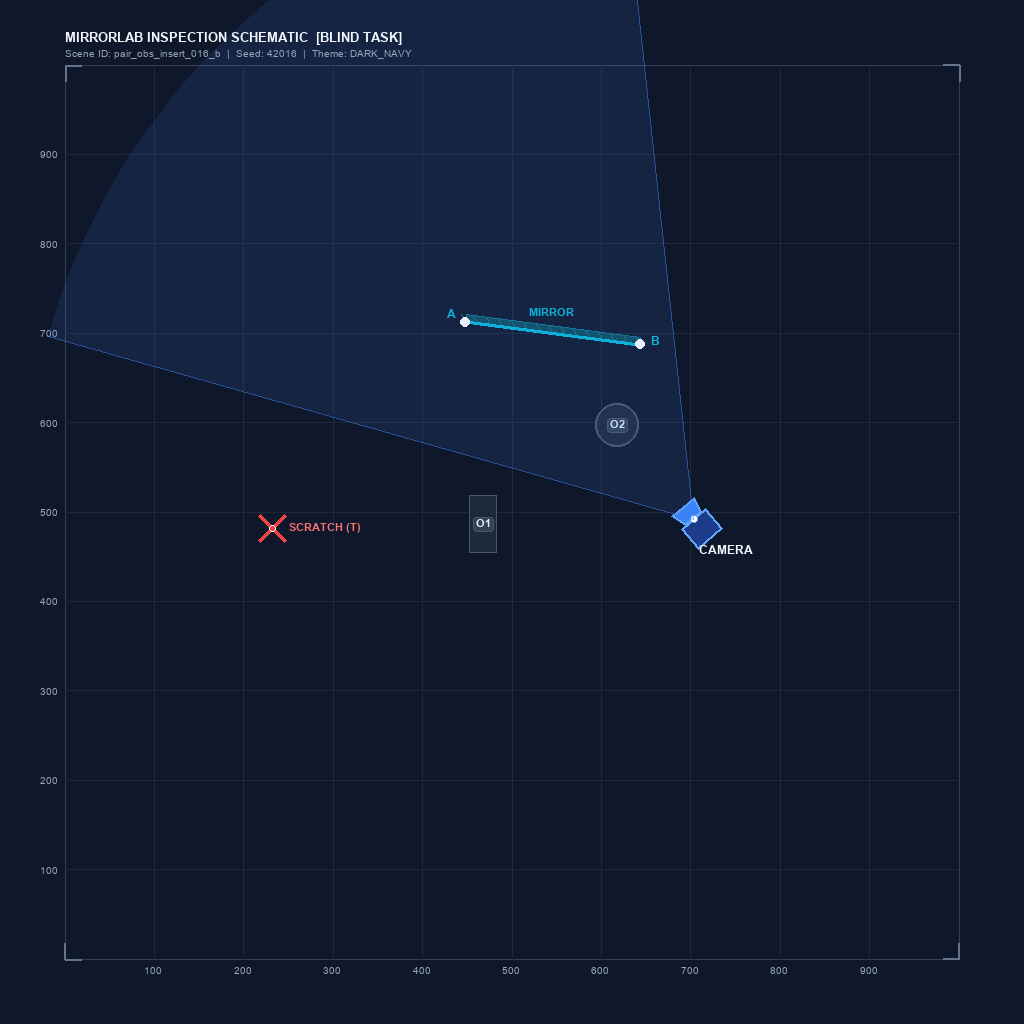 MIRRORLAB INSPECTION SCHEMATIC [BLIND TASK]
Scene ID: pair_obs_insert_016_b | Seed: 42016 | Theme: DARK_NAVY
900
800
A
MIRROR
700
B
600
O2
500
SCRATCH (T)
O1
CAMERA
400
300
200
100
100 200 300 400 500 600 700 800 900